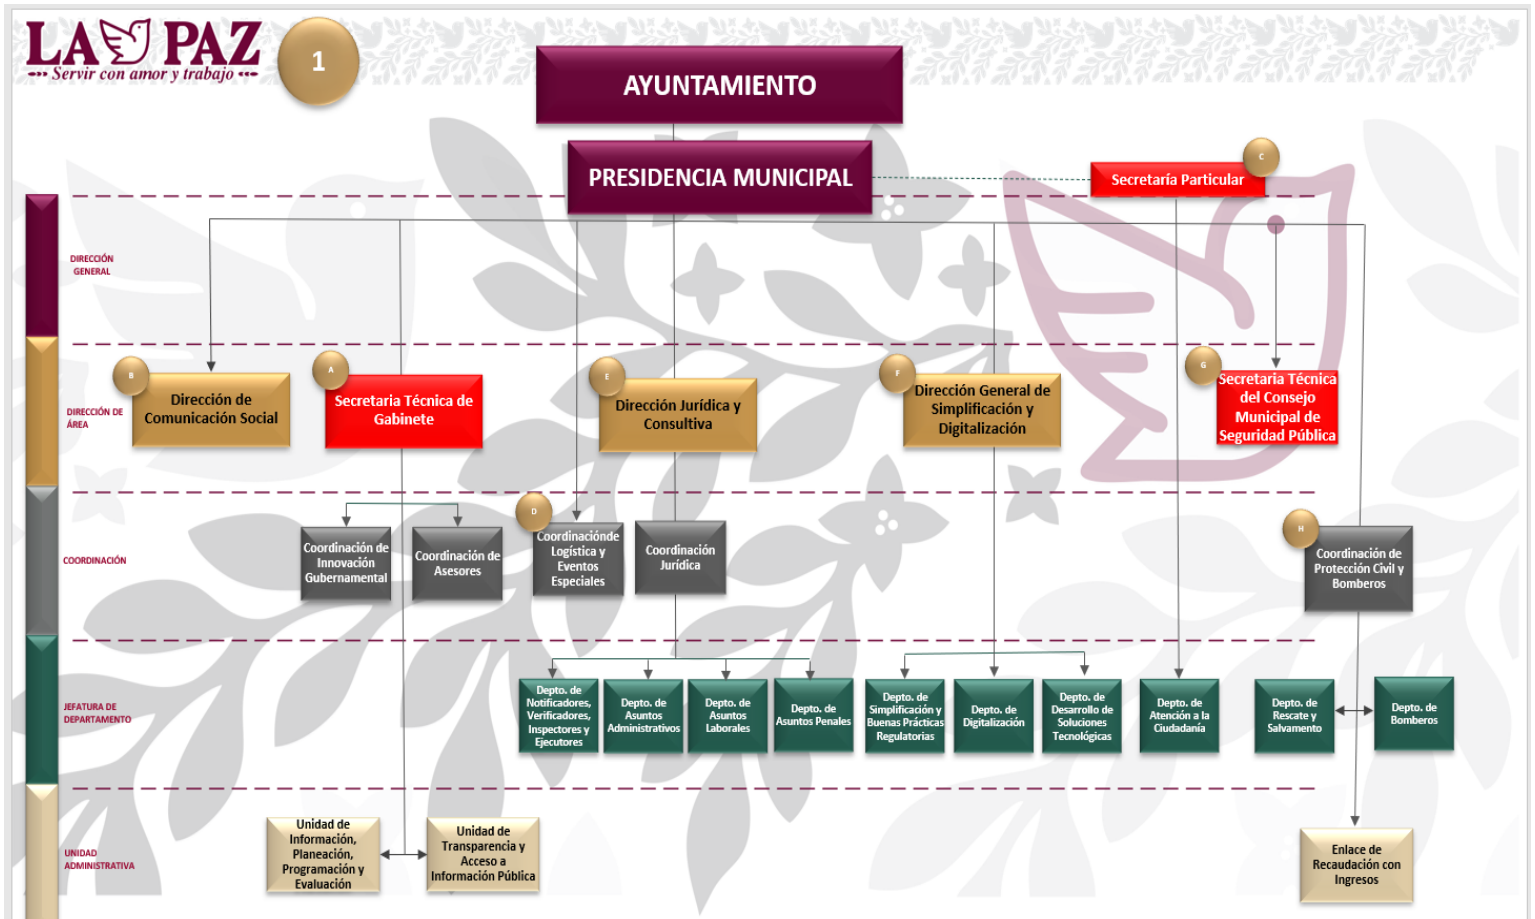 LA PAZ
Servir con amor y trabajo
1
AYUNTAMIENTO
PRESIDENCIA MUNICIPAL
C
Secretaría Particular
DIRECCIÓN
GENERAL
B
Dirección de
Comunicación Social
A
Secretaria Técnica de
Gabinete
E
Dirección Jurídica y
Consultiva
F
Dirección General de
Simplificación y
Digitalización
G
Secretaria Técnica
del Consejo
Municipal de
Seguridad Pública
DIRECCIÓN DE
ÁREA
COORDINACIÓN
Coordinación de
Innovación
Gubernamental
Coordinación de
Asesores
D
Coordinaciónde
Logística y
Eventos
Especiales
Coordinación
Jurídica
H
Coordinación de
Protección Civil y
Bomberos
JEFATURA DE
DEPARTAMENTO
Depto. de
Notificadores,
Verificadores,
Inspectores y
Ejecutores
Depto. de
Asuntos
Administrativos
Depto. de
Asuntos
Laborales
Depto. de
Asuntos Penales
Depto. de
Simplificación y
Buenas Prácticas
Regulatorias
Depto. de
Digitalización
Depto. de
Desarrollo de
Soluciones
Tecnológicas
Depto. de
Atención a la
Ciudadanía
Depto. de
Rescate y
Salvamento
Depto. de
Bomberos
UNIDAD
ADMINISTRATIVA
Unidad de
Información,
Planeación,
Programación y
Evaluación
Unidad de
Transparencia y
Acceso a
Información Pública
Enlace de
Recaudación con
Ingresos